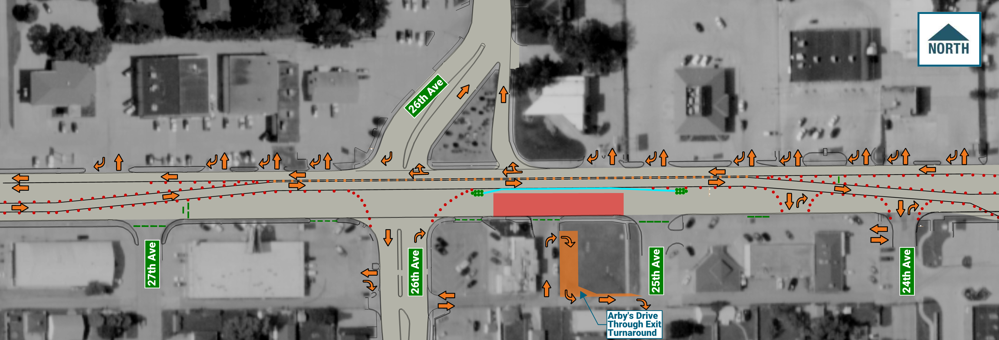 NORTH
26th Ave
27th Ave
26th Ave
25th Ave
24th Ave
Arby's Drive
Through Exit
Turnaround